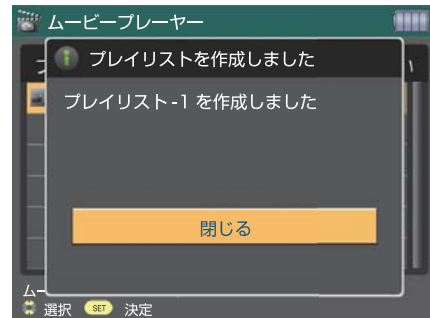 ムービープレーヤー
プレイリストを作成しました
プレイリスト-1 を作成しました
閉じる
ムー
選択 SET 決定